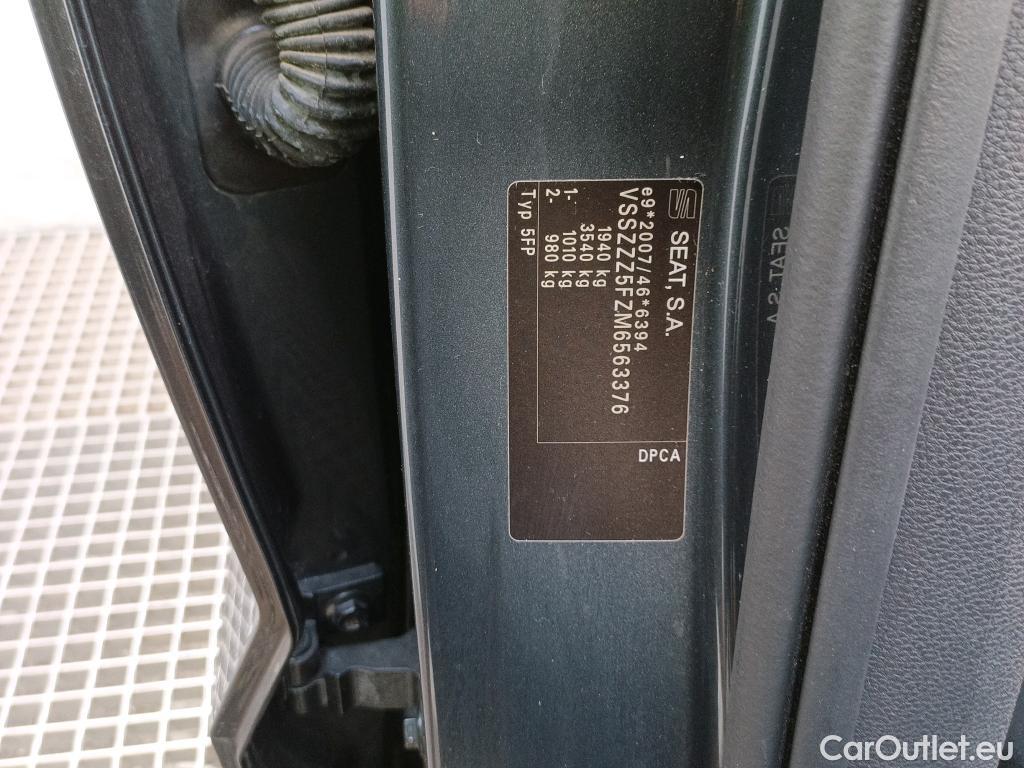 SEAT, S.A.
e9*2007/46*6394
VSSZZZ5FZM6563376
1940 kg
3540 kg
1- 1010 kg
2- 980 kg
Typ 5FP
DPCA
SEAT S.A
CarOutlet.eu